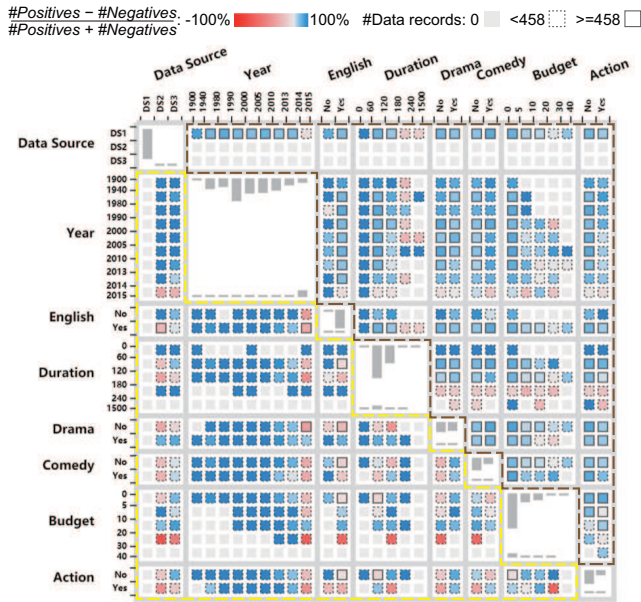 #Positives − #Negatives
#Positives + #Negatives
: -100% 100% #Data records: 0 <458 >=458
Data Source Year English Duration Drama Comedy Budget Action
DS1 DS2 DS3 1900 1940 1980 1990 2000 2005 2010 2013 2014 2015 No Yes 0 60 120 180 240 1500 No Yes No Yes 0 5 10 20 30 40 No Yes
Data Source
DS1
DS2
DS3
Year
1900
1940
1980
1990
2000
2005
2010
2013
2014
2015
English
No
Yes
Duration
0
60
120
180
240
1500
Drama
No
Yes
Comedy
No
Yes
Budget
0
5
10
20
30
40
Action
No
Yes